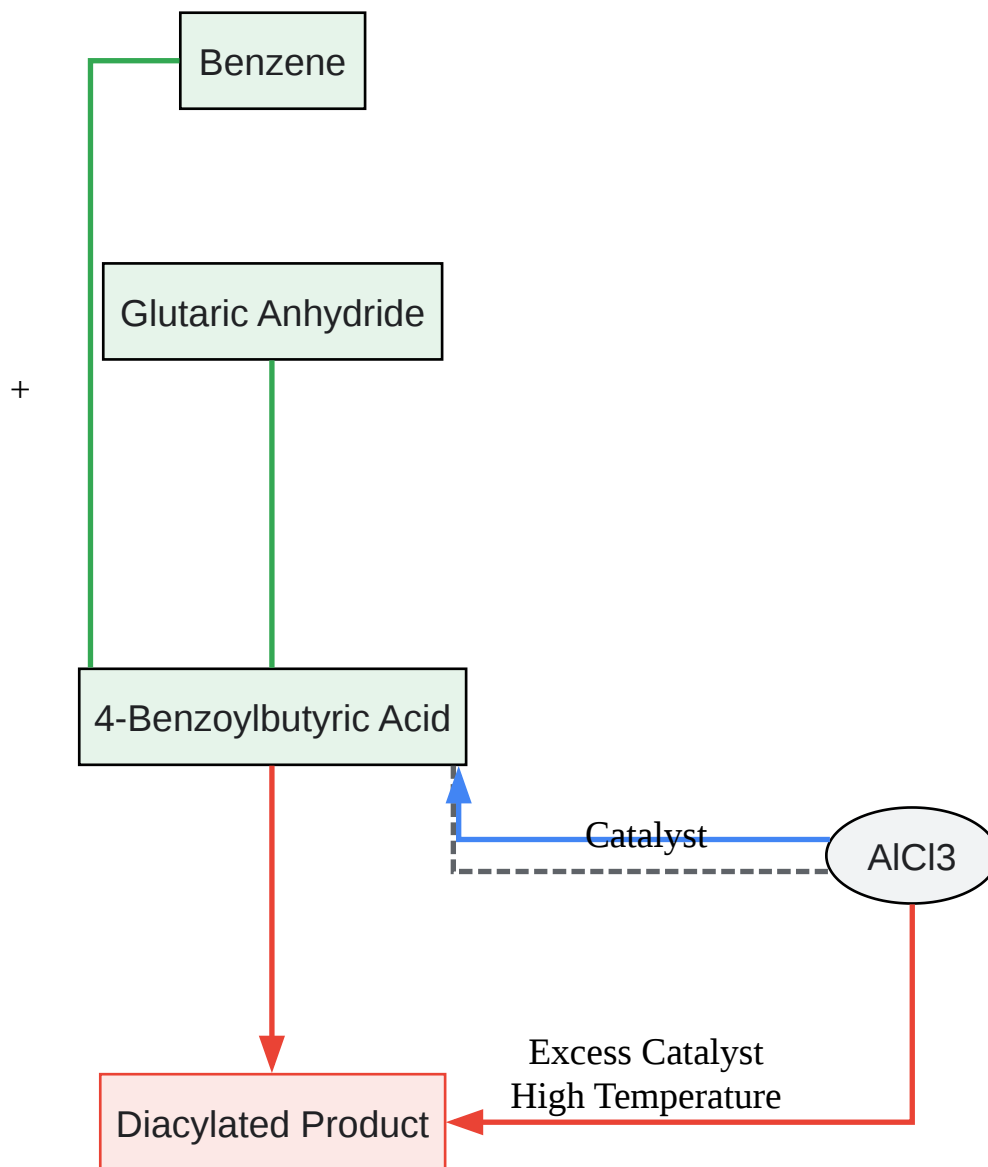 Benzene
Glutaric Anhydride
+
4-Benzoylbutyric Acid
Catalyst
AlCl3
Excess Catalyst
High Temperature
Diacylated Product